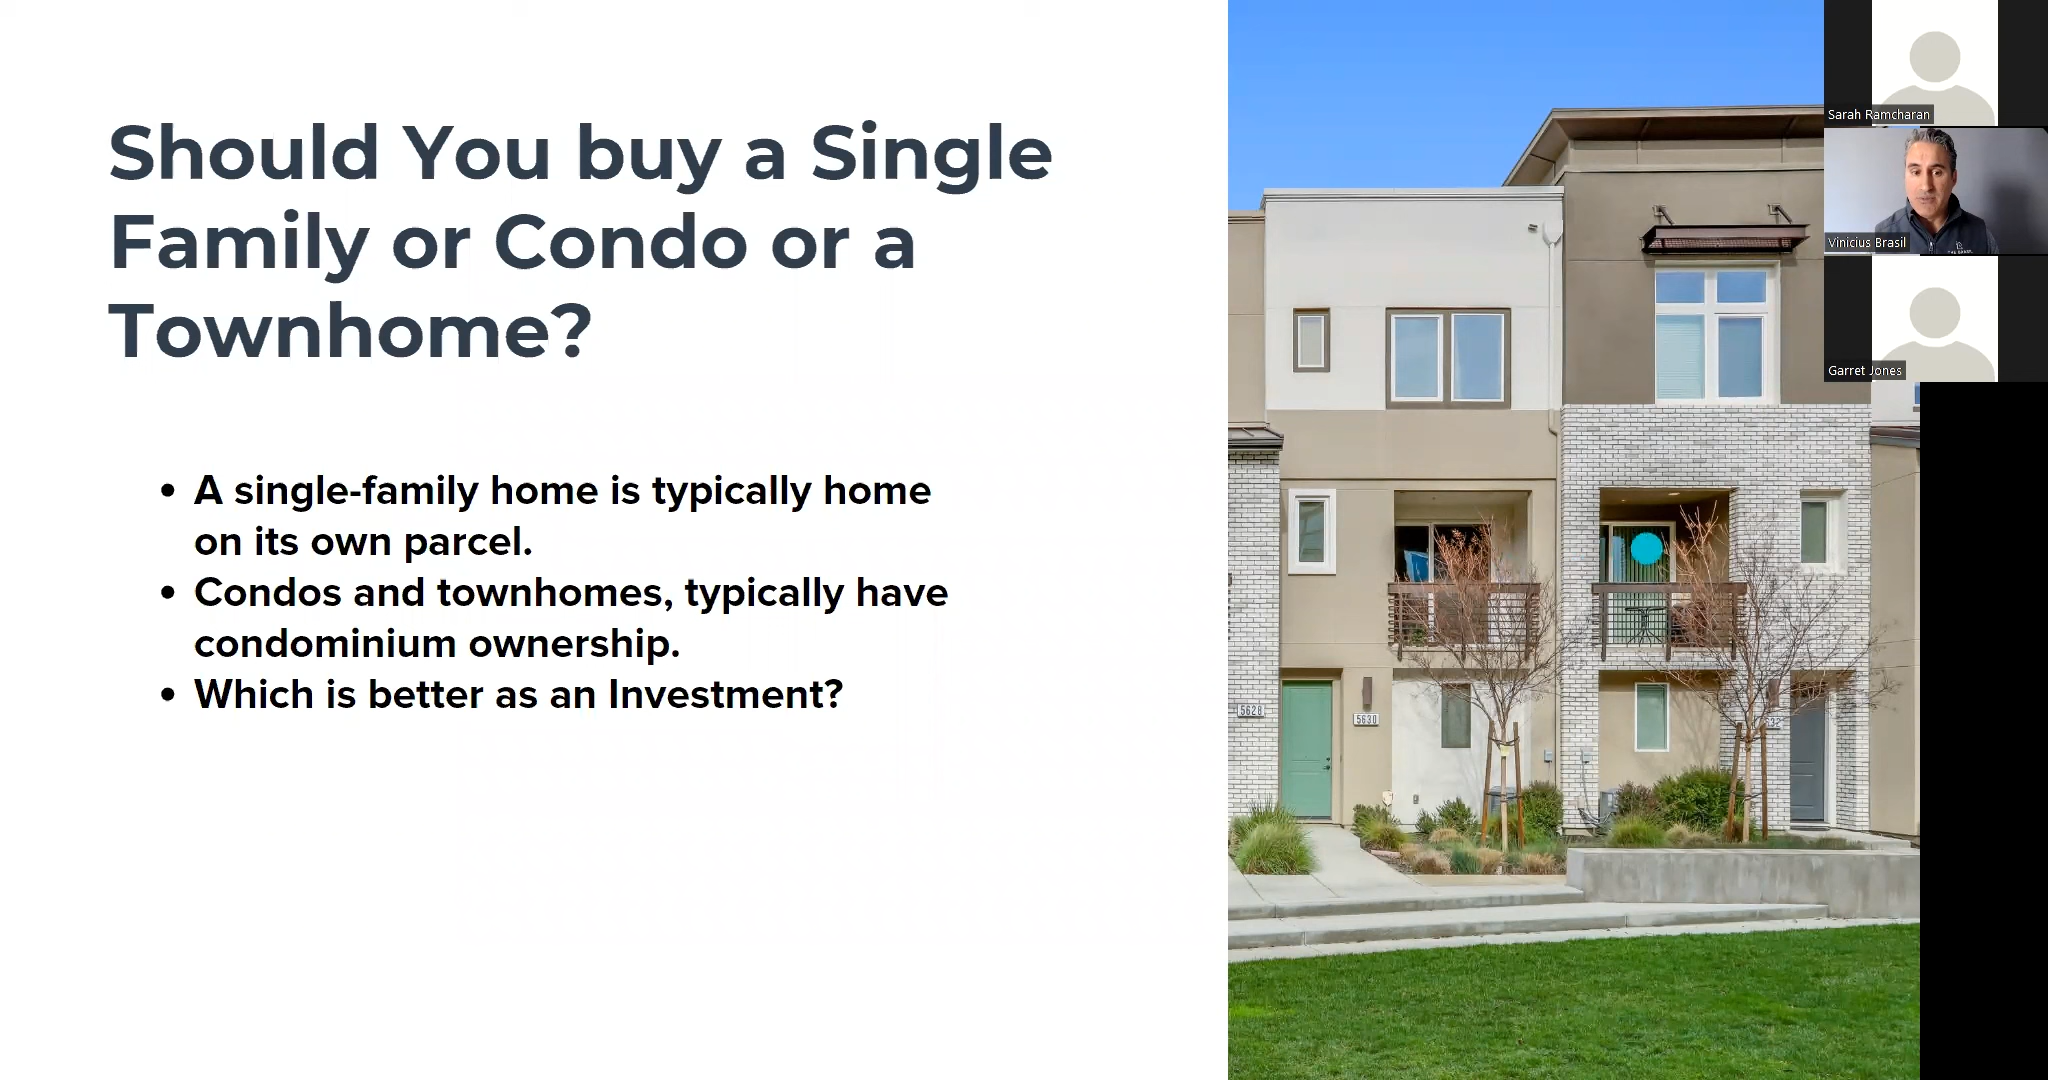 Should You buy a Single
Family or Condo or a
Townhome?
• A single-family home is typically home
on its own parcel.
• Condos and townhomes, typically have
condominium ownership.
• Which is better as an Investment?
Sarah Ramcharan
Vinicius Brasil
Garret Jones
5628
5630